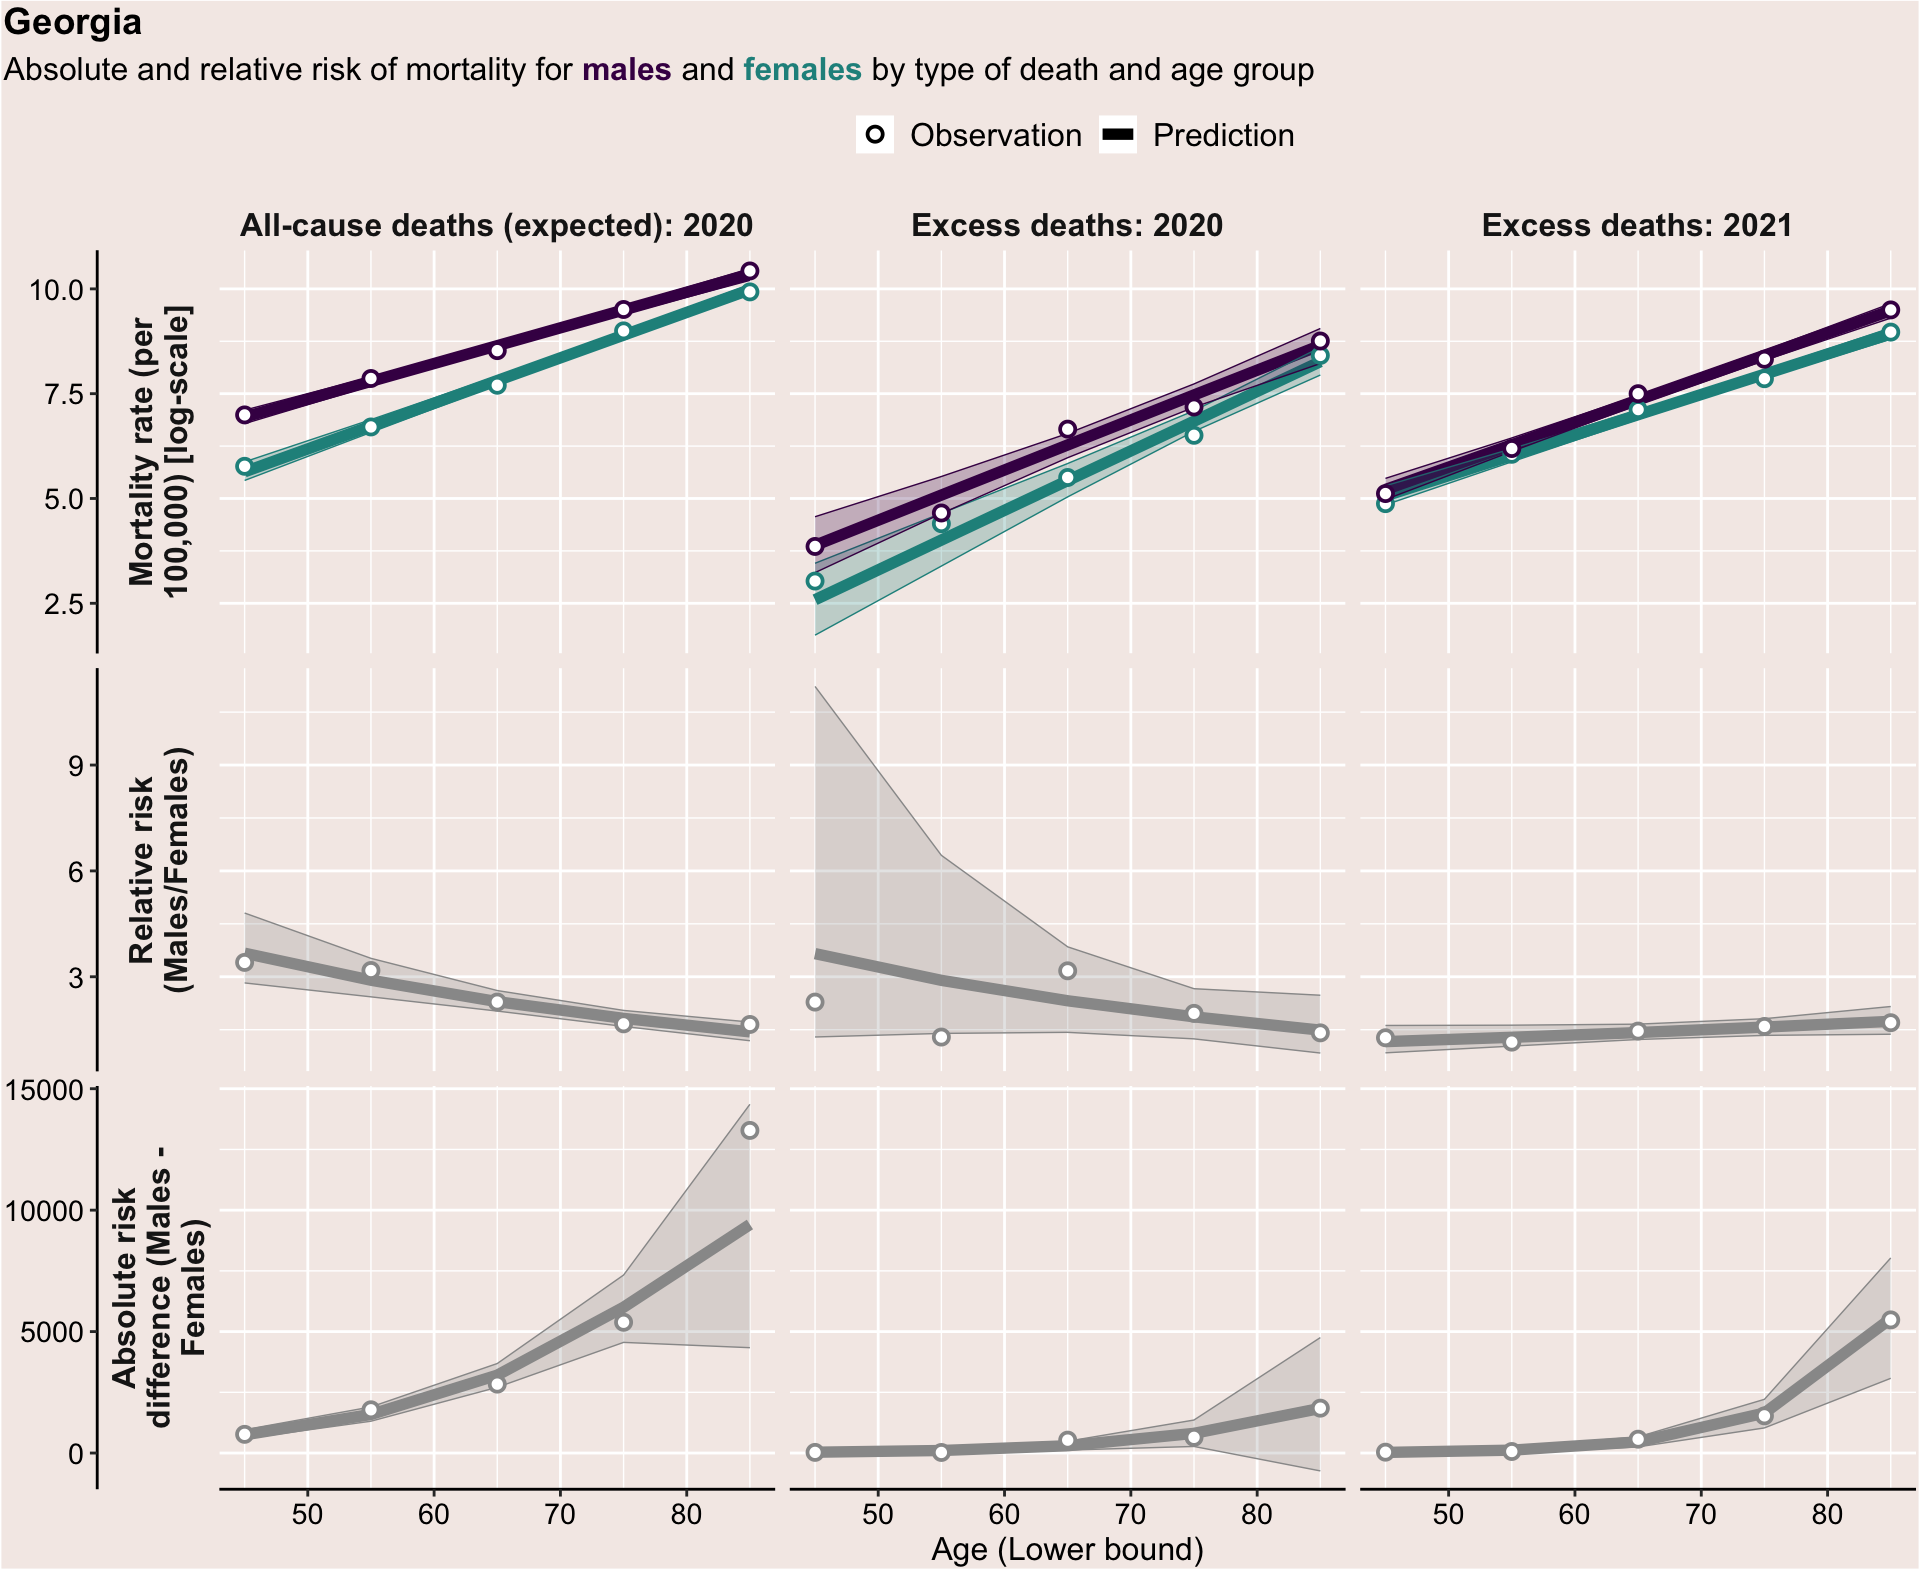 Georgia
Absolute and relative risk of mortality for males and females by type of death and age group
Observation Prediction
All-cause deaths (expected): 2020 Excess deaths: 2020 Excess deaths: 2021
Mortality rate (per
100,000) [log-scale]
10.0
7.5
5.0
2.5
Relative risk
(Males/Females)
9
6
3
Absolute risk
difference (Males -
Females)
15000
10000
5000
0
50 60 70 80 50 60 70 80 50 60 70 80
Age (Lower bound)